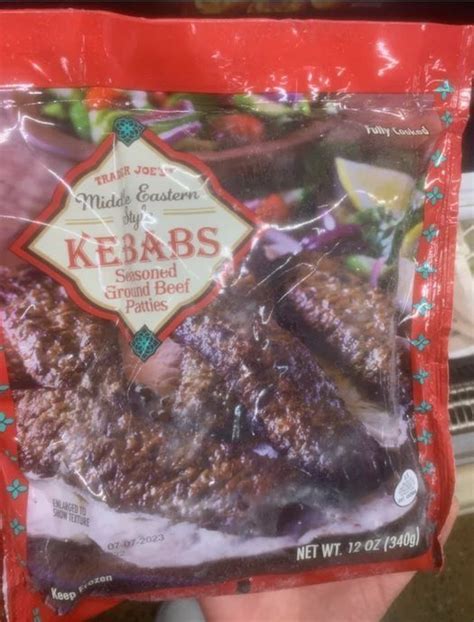 Fully Cooked
TRADER JOE'S
Middle Eastern
Style
KEBABS
Seasoned
Ground Beef
Patties
ENLARGED TO
SHOW TEXTURE
07-07-2023
NET WT. 12 OZ (340g)
Keep Frozen